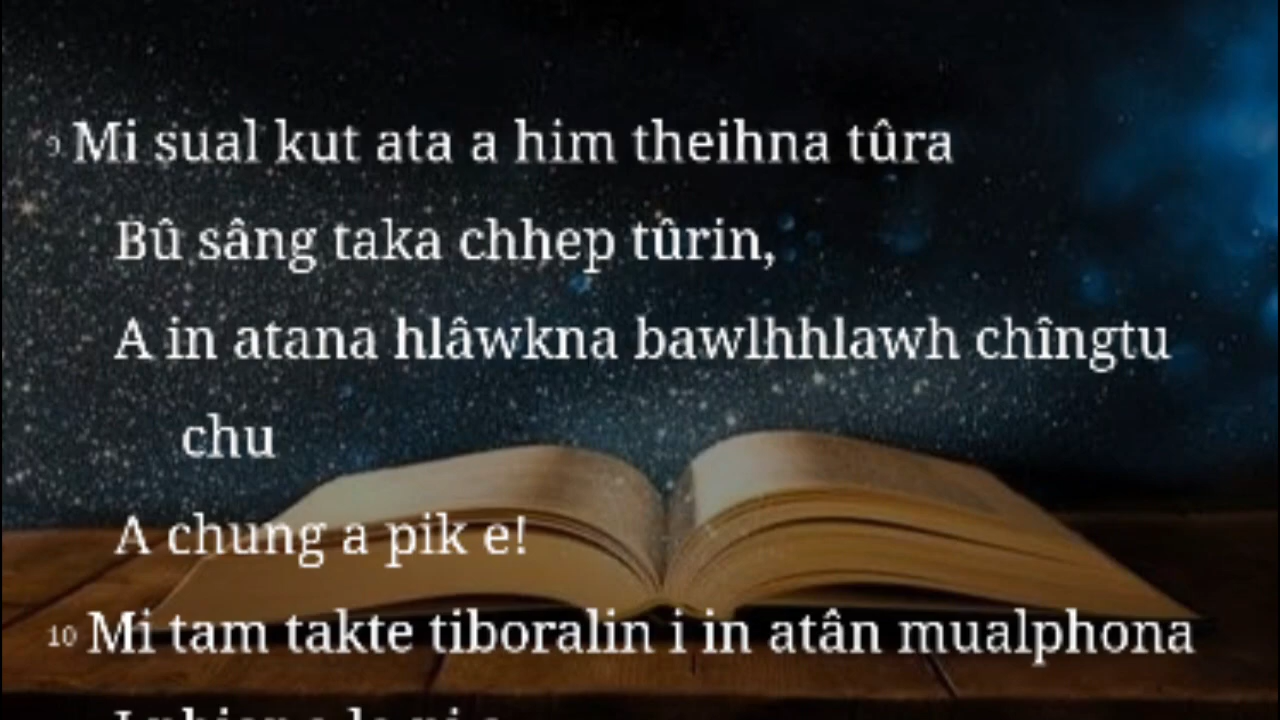 9 Mi sual kut ata a him theihna tûra
Bû sâng taka chhep tûrin,
A in atana hlâwkna bawlhhlawh chîngtu
chu
A chung a pik e!
10 Mi tam takte tiboralin i in atân mualphona